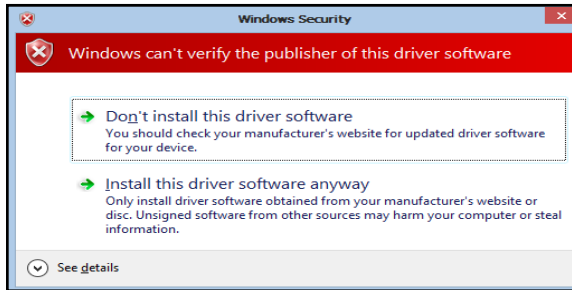 Windows Security
Windows can't verify the publisher of this driver software
Don't install this driver software
You should check your manufacturer's website for updated driver software
for your device.
Install this driver software anyway
Only install driver software obtained from your manufacturer's website or
disc. Unsigned software from other sources may harm your computer or steal
information.
See details